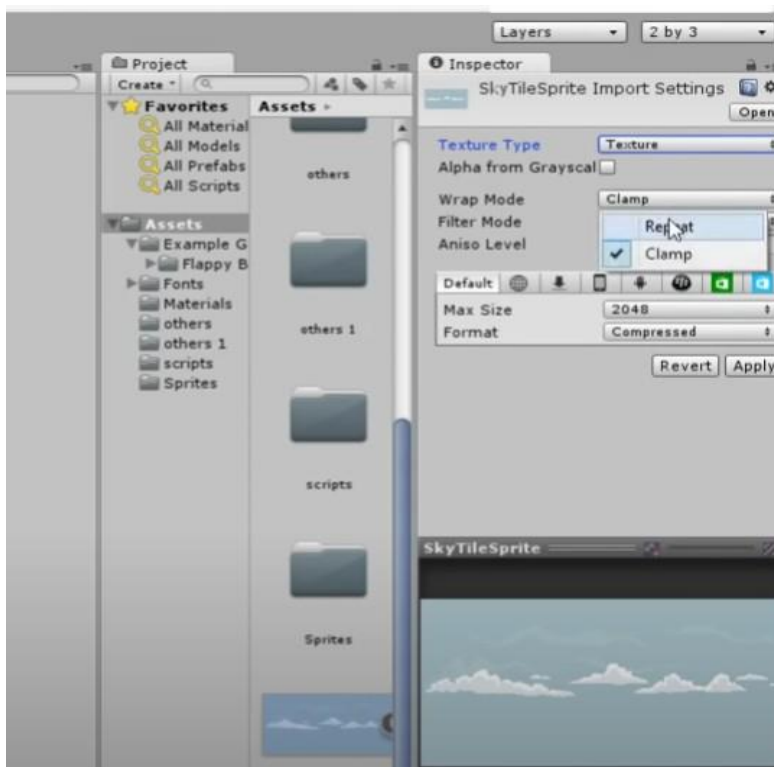 Layers
2 by 3
Project
Create
Favorites
All Material
All Models
All Prefabs
All Scripts
Assets
Example G
Flappy B
Fonts
Materials
others
others 1
scripts
Sprites
Assets
others
others 1
scripts
Sprites
Inspector
SkyTileSprite Import Settings
Open
Texture Type
Texture
Alpha from Grayscal
Wrap Mode
Clamp
Filter Mode
Repeat
Aniso Level
Clamp
Default
Max Size
2048
Format
Compressed
Revert
Apply
SkyTileSprite